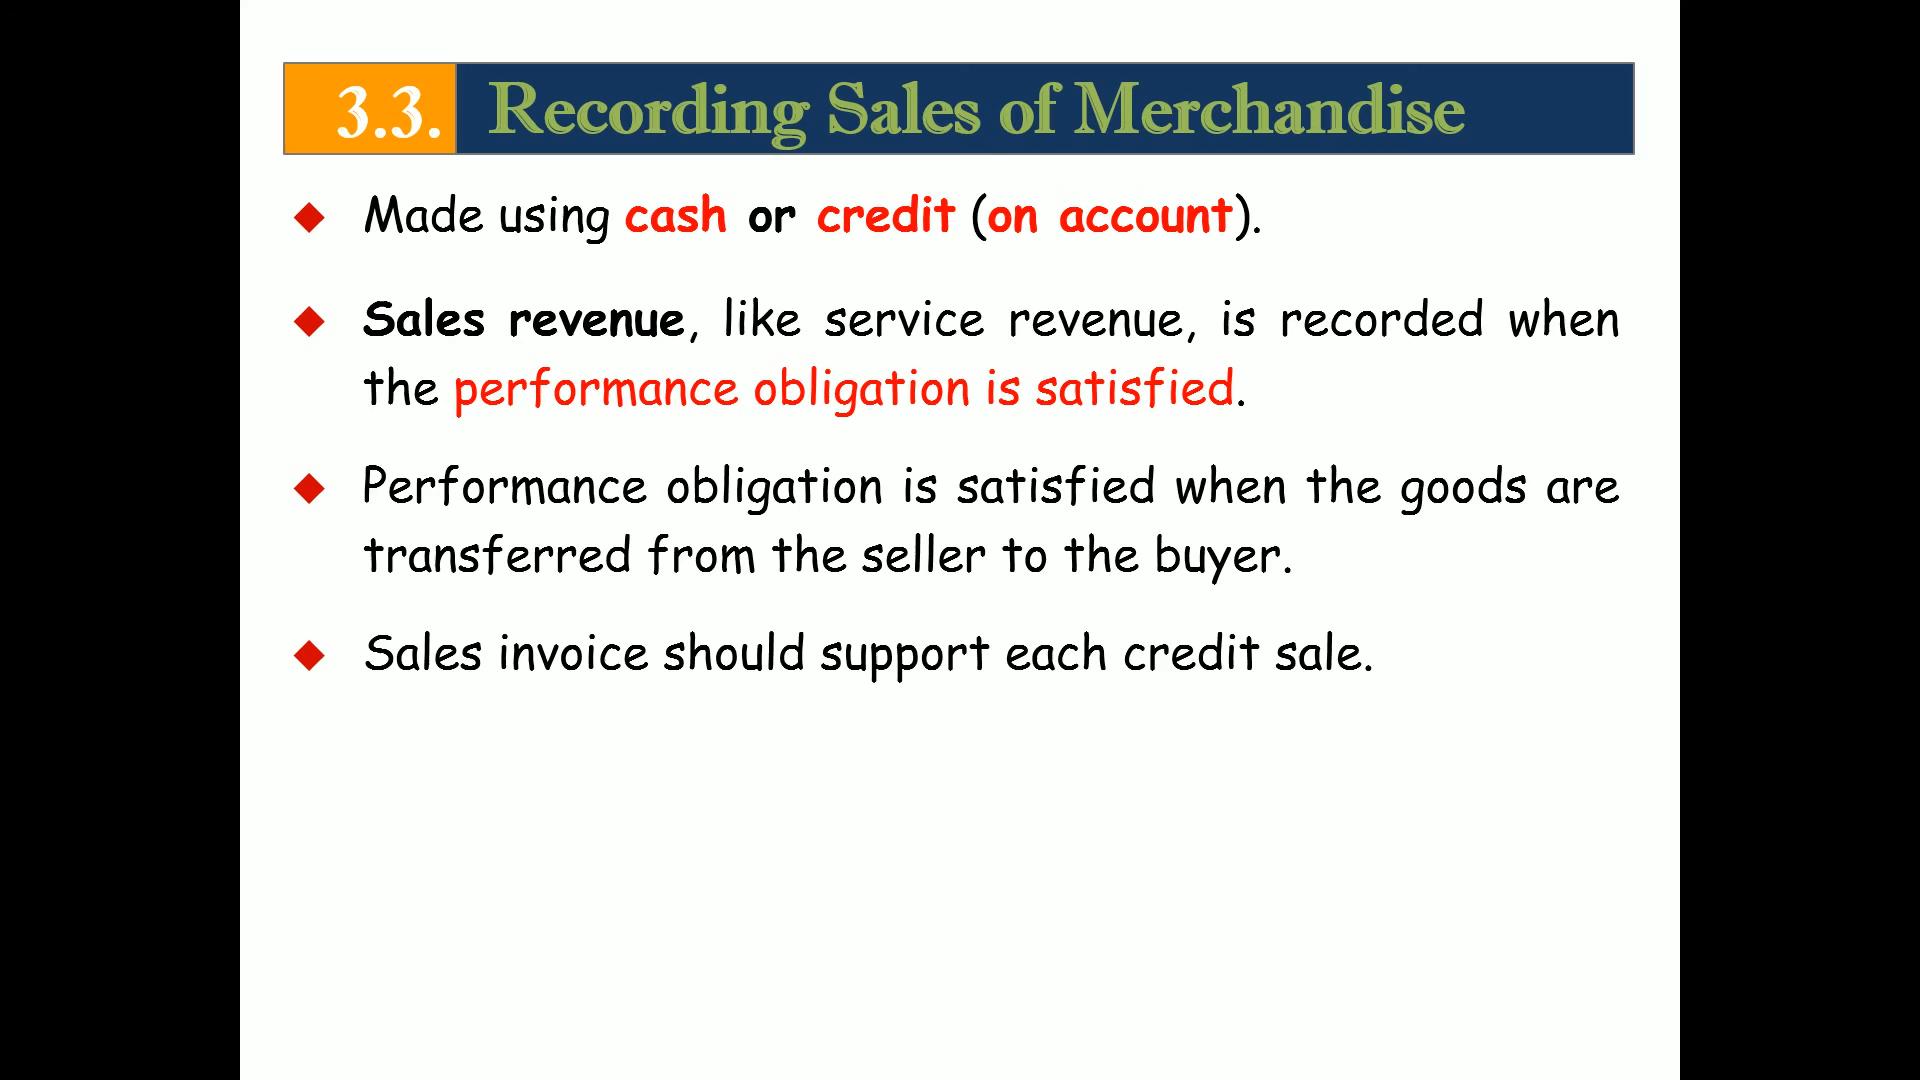 3.3. Recording Sales of Merchandise
Made using cash or credit (on account).
Sales revenue, like service revenue, is recorded when
the performance obligation is satisfied.
Performance obligation is satisfied when the goods are
transferred from the seller to the buyer.
Sales invoice should support each credit sale.